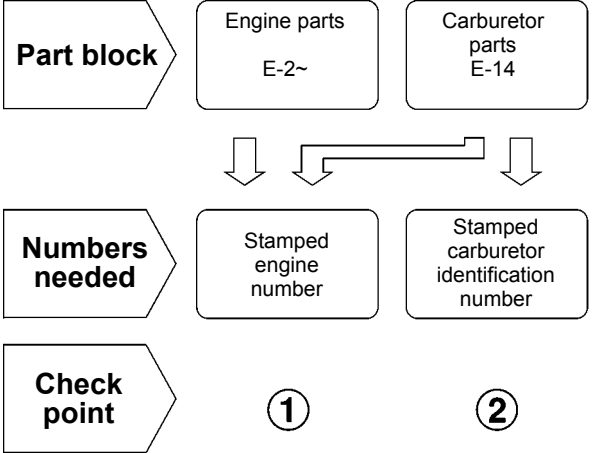 Part block
Engine parts
E-2~
Carburetor
parts
E-14
Numbers
needed
Stamped
engine
number
Stamped
carburetor
identification
number
Check
point
①
②